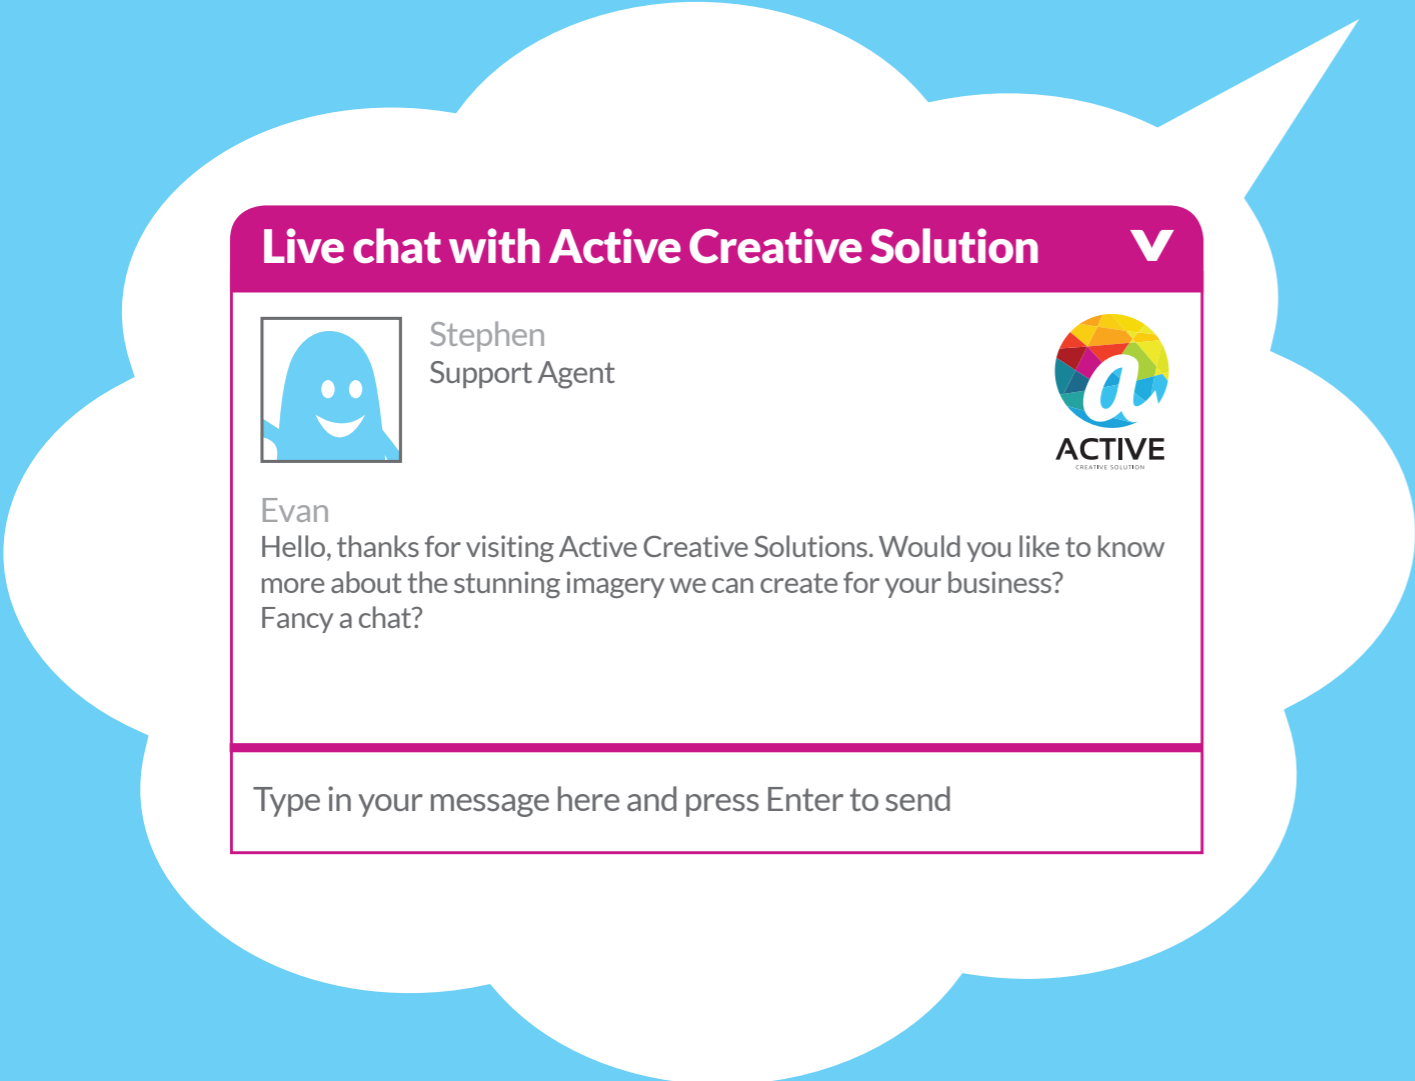 Live chat with Active Creative Solution
Stephen
Support Agent
a
ACTIVE
CREATIVE SOLUTION
Evan
Hello, thanks for visiting Active Creative Solutions. Would you like to know
more about the stunning imagery we can create for your business?
Fancy a chat?
Type in your message here and press Enter to send